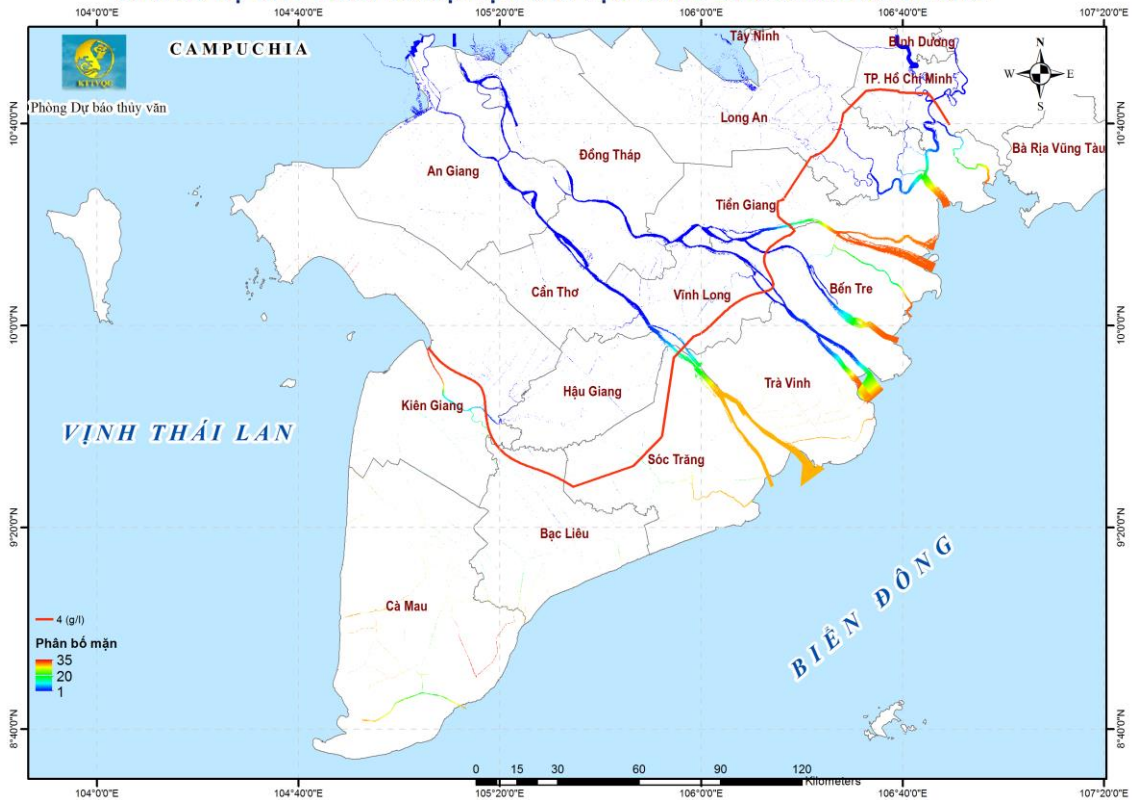 104°0'0"E 104°40'0"E 105°20'0"E 106°0'0"E 106°40'0"E 107°20'0"E
KTTVQG
CAMPUCHIA
Phòng Dự báo thủy văn
Tây Ninh
Bình Dương
N
W E
S
TP. Hồ Chí Minh
10°40'0"N 10°40'0"N
Long An
Bà Rịa Vũng Tàu
Đồng Tháp
An Giang
Tiền Giang
Cần Thơ
Vĩnh Long
Bến Tre
10°0'0"N 10°0'0"N
Trà Vinh
Hậu Giang
Kiên Giang
VỊNH THÁI LAN
Sóc Trăng
9°20'0"N 9°20'0"N
Bạc Liêu
BIỂN ĐÔNG
Cà Mau
4 (g/l)
Phân bố mặn
35
20
1
8°40'0"N 8°40'0"N
0 15 30 60 90 120
Kilometers
104°0'0"E 104°40'0"E 105°20'0"E 106°0'0"E 106°40'0"E 107°20'0"E